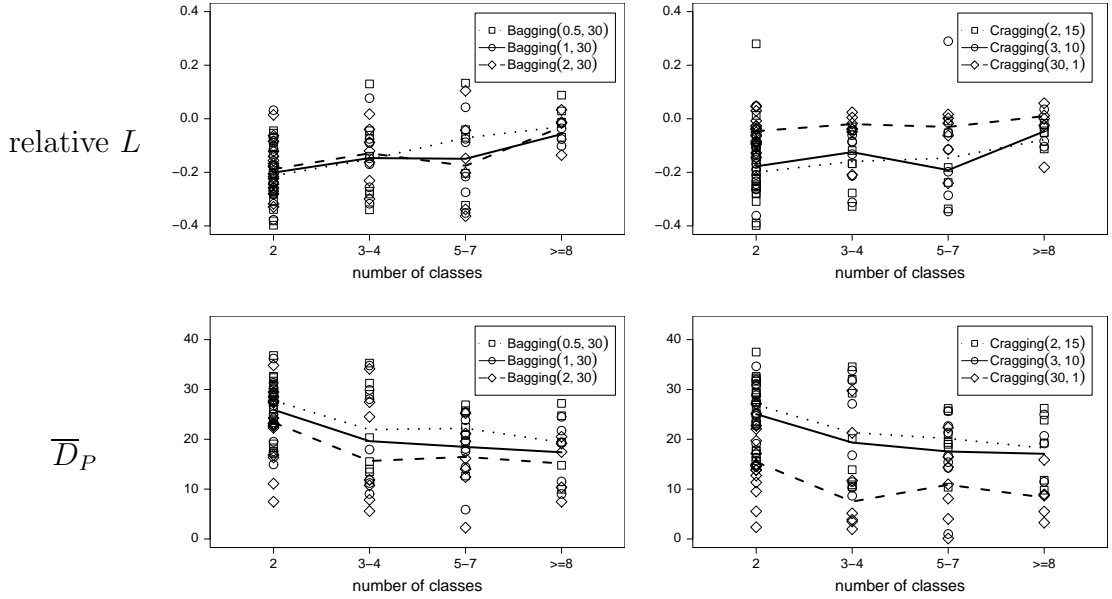 relative L
0.4
0.2
0.0
−0.2
−0.4
Bagging(0.5, 30)
Bagging(1, 30)
Bagging(2, 30)
2
3−4
5−7
>=8
number of classes
0.4
0.2
0.0
−0.2
−0.4
Cragging(2, 15)
Cragging(3, 10)
Cragging(30, 1)
2
3−4
5−7
>=8
number of classes
D̅_P
40
30
20
10
0
Bagging(0.5, 30)
Bagging(1, 30)
Bagging(2, 30)
2
3−4
5−7
>=8
number of classes
40
30
20
10
0
Cragging(2, 15)
Cragging(3, 10)
Cragging(30, 1)
2
3−4
5−7
>=8
number of classes